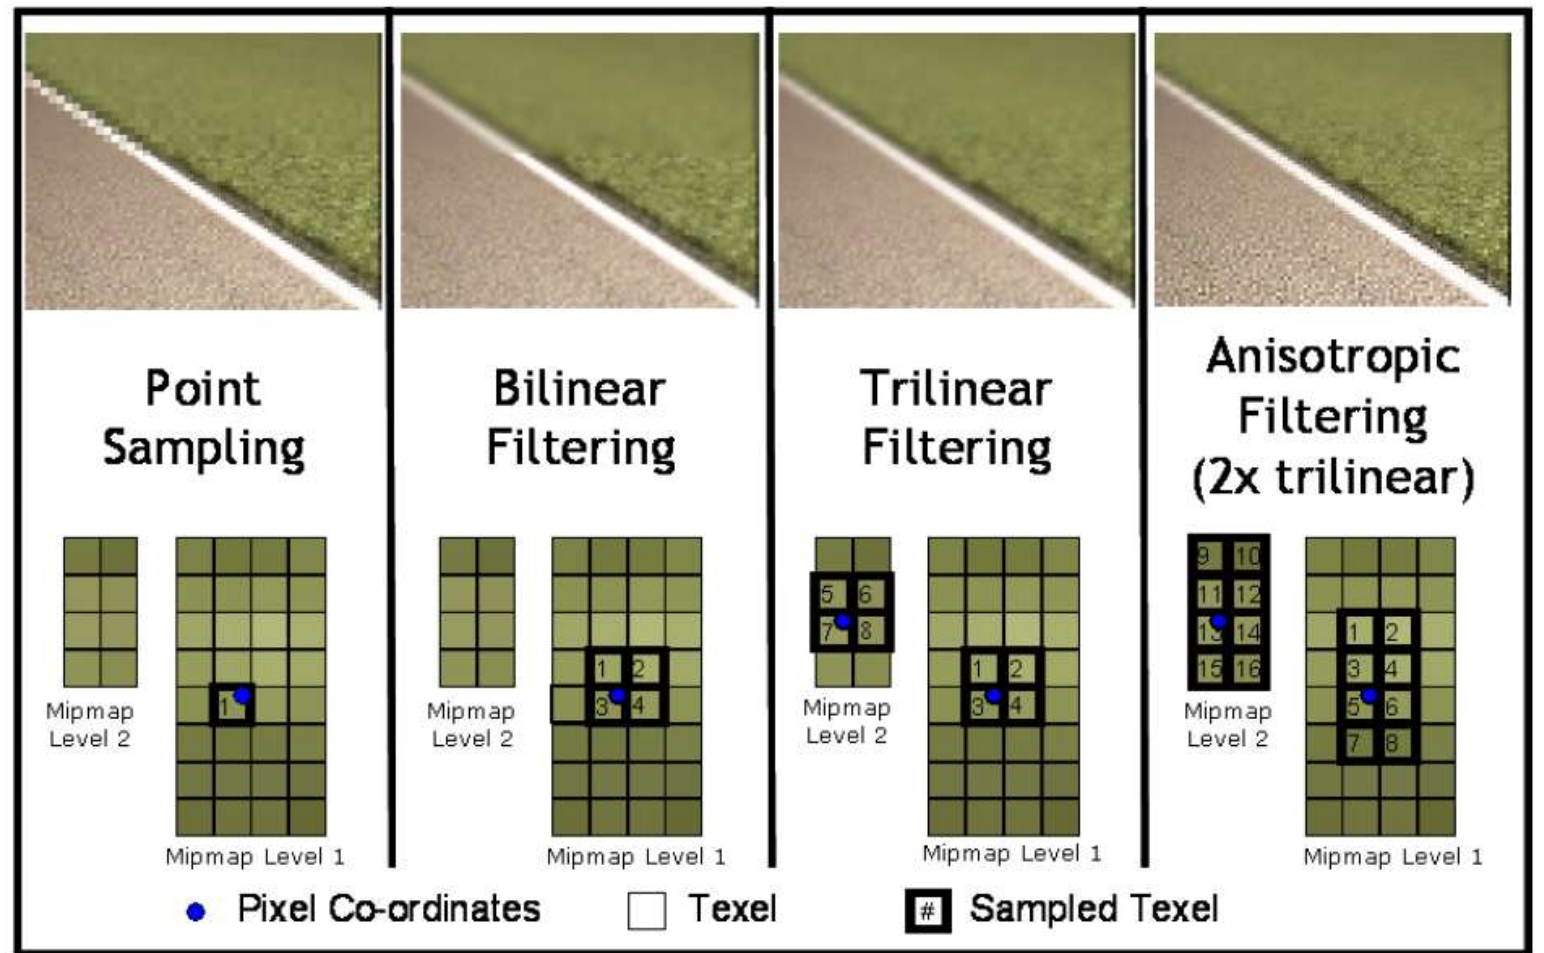 Point
Sampling
Mipmap
Level 2
1
Mipmap Level 1
Bilinear
Filtering
Mipmap
Level 2
1 2
3 4
Mipmap Level 1
Trilinear
Filtering
5 6
7 8
Mipmap
Level 2
1 2
3 4
Mipmap Level 1
Anisotropic
Filtering
(2x trilinear)
9 10
11 12
13 14
15 16
Mipmap
Level 2
1 2
3 4
5 6
7 8
Mipmap Level 1
Pixel Co-ordinates
Texel
# Sampled Texel